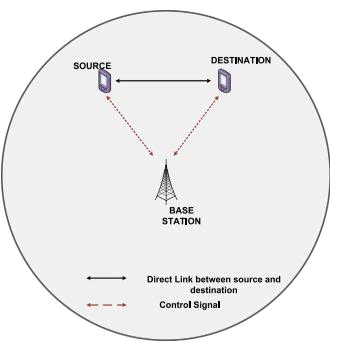 SOURCE
DESTINATION
BASE
STATION
Direct Link between source and
destination
Control Signal